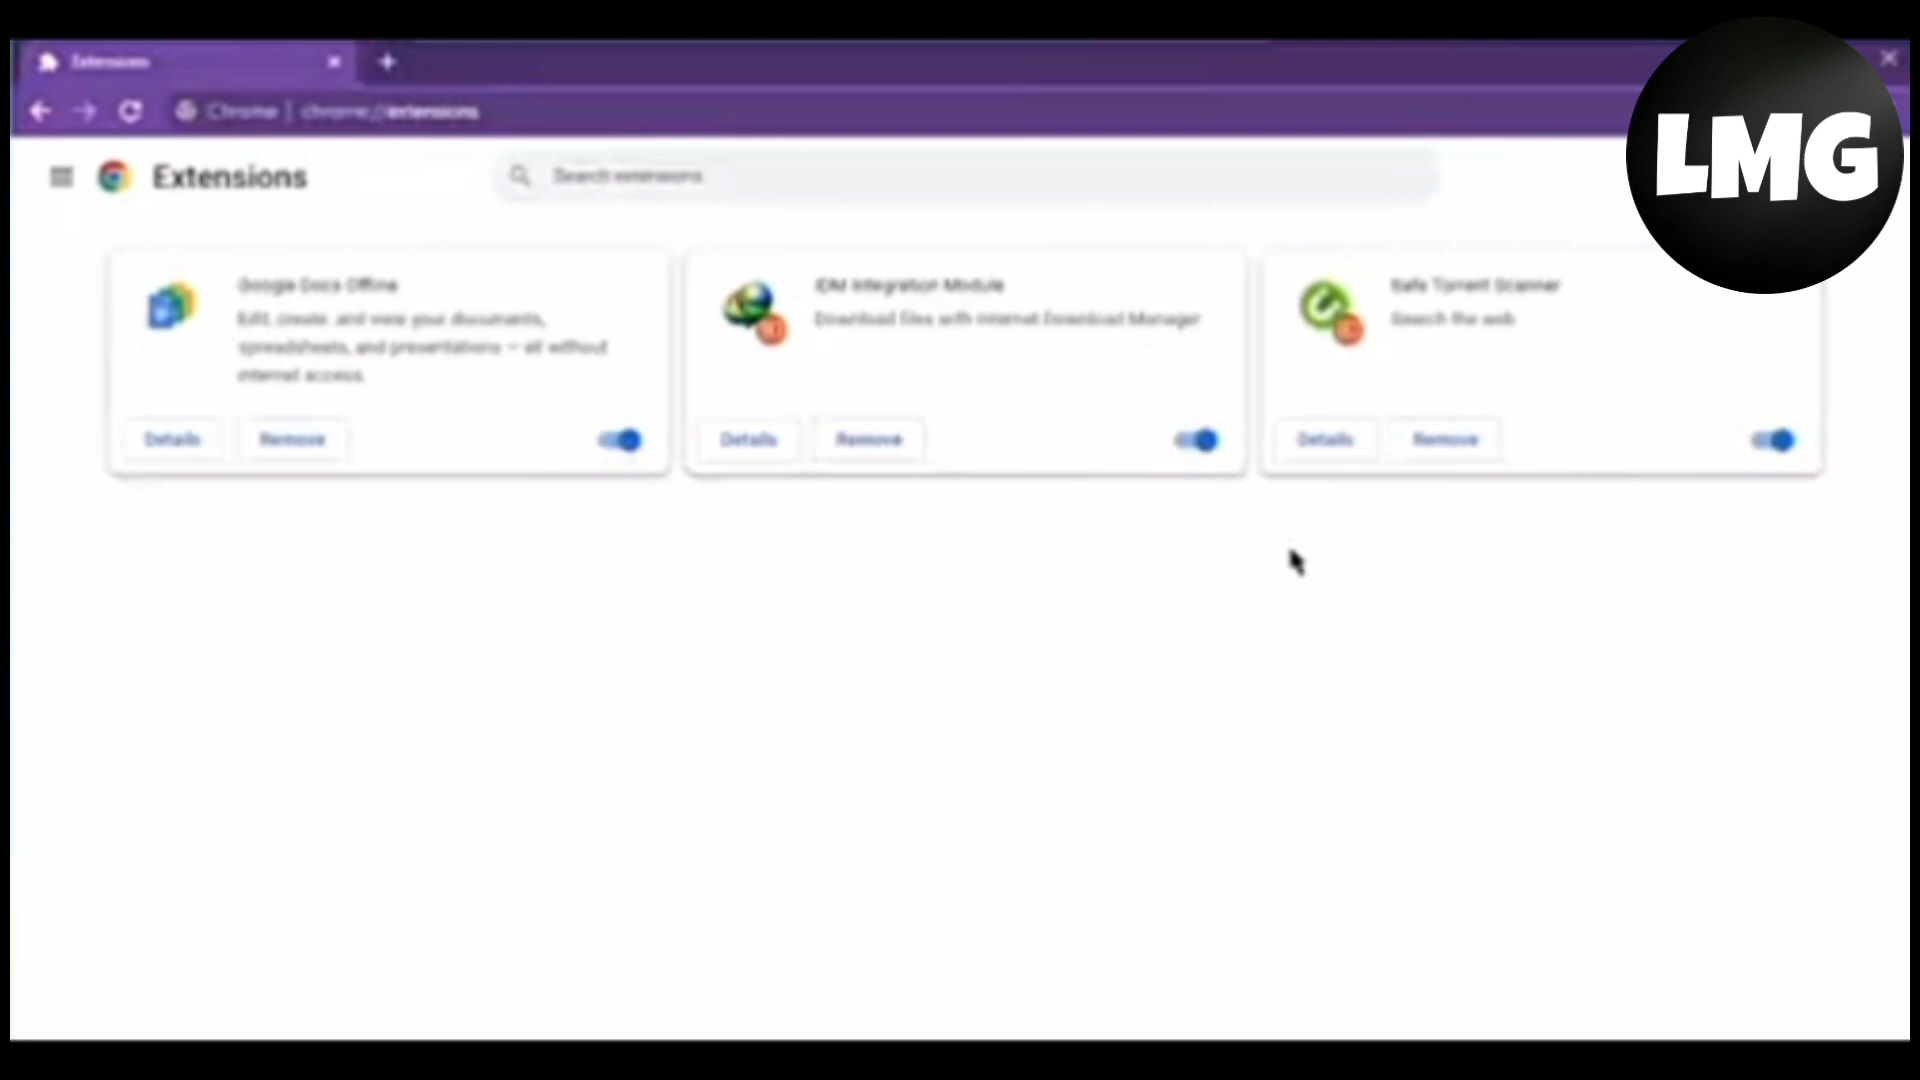 Extensions
Chrome | chrome://extensions
LMG
Extensions
Search extensions
Google Docs Offline
Edit, create, and view your documents,
spreadsheets, and presentations — all without
internet access.
Details
Remove
IDM Integration Module
Download files with Internet Download Manager
Details
Remove
Safe Torrent Scanner
Search the web
Details
Remove